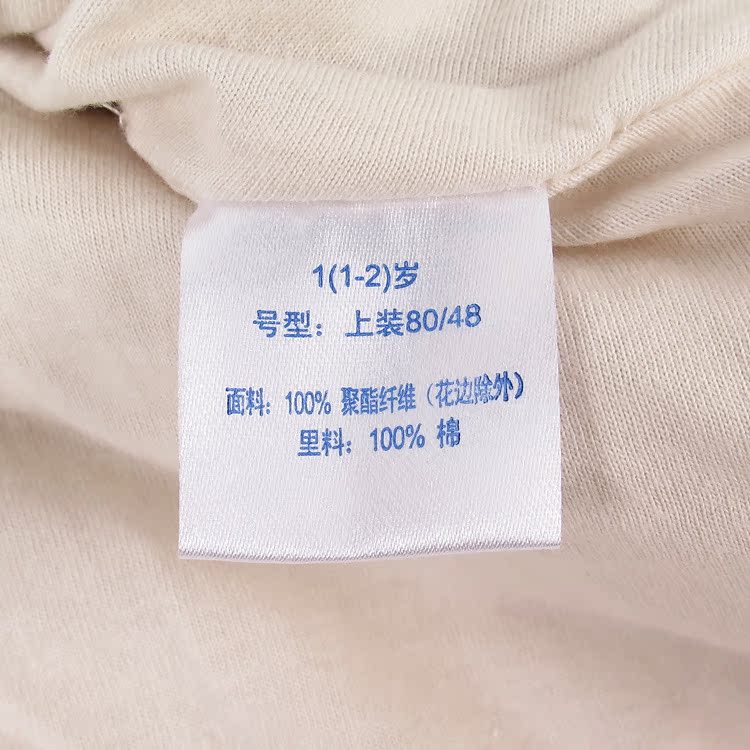 1(1-2)岁
号型：上装80/48
面料：100% 聚酯纤维（花边除外）
里料：100% 棉